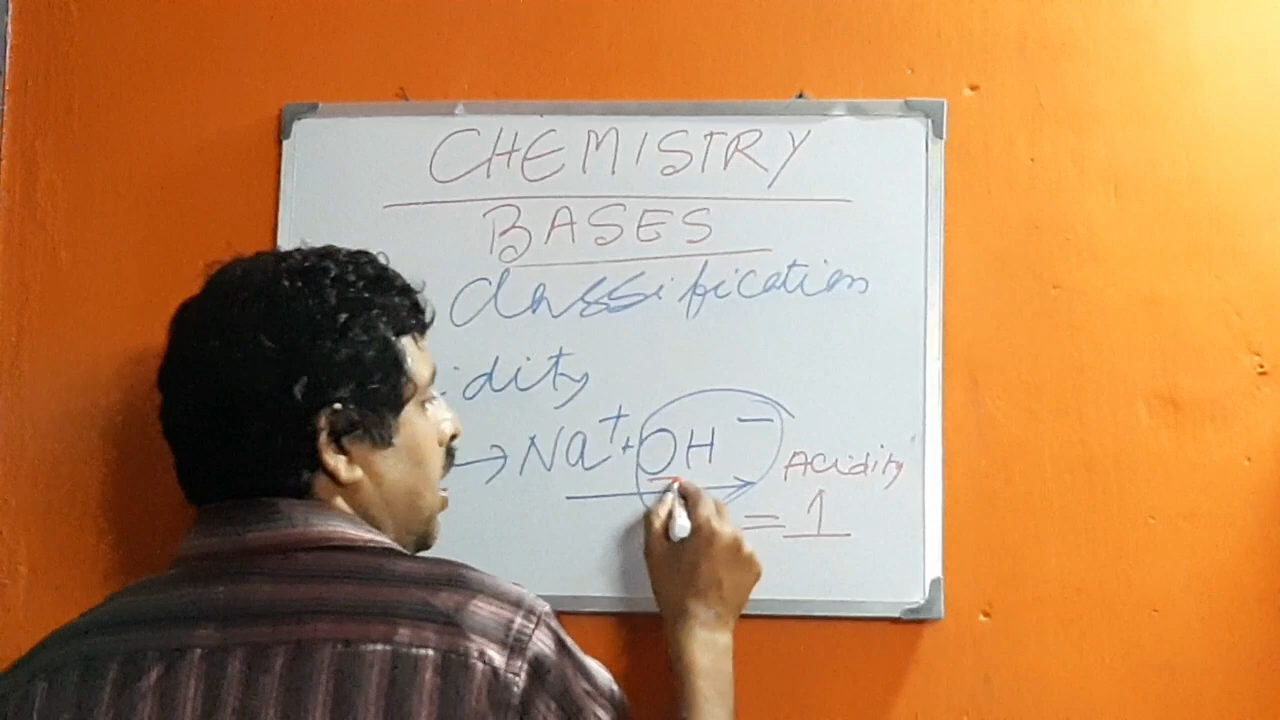 CHEMISTRY
BASES
Classification
idity
→ Na⁺ + OH⁻
Acidity
= 1